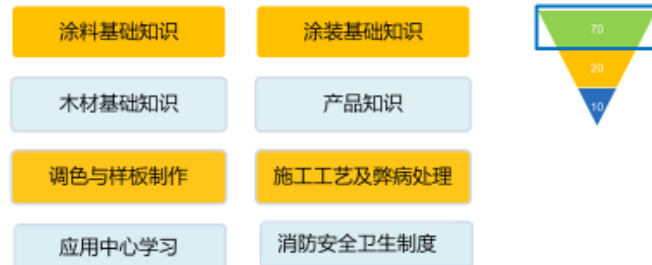 涂料基础知识
涂装基础知识
70
20
木材基础知识
产品知识
10
调色与样板制作
施工工艺及弊病处理
应用中心学习
消防安全卫生制度